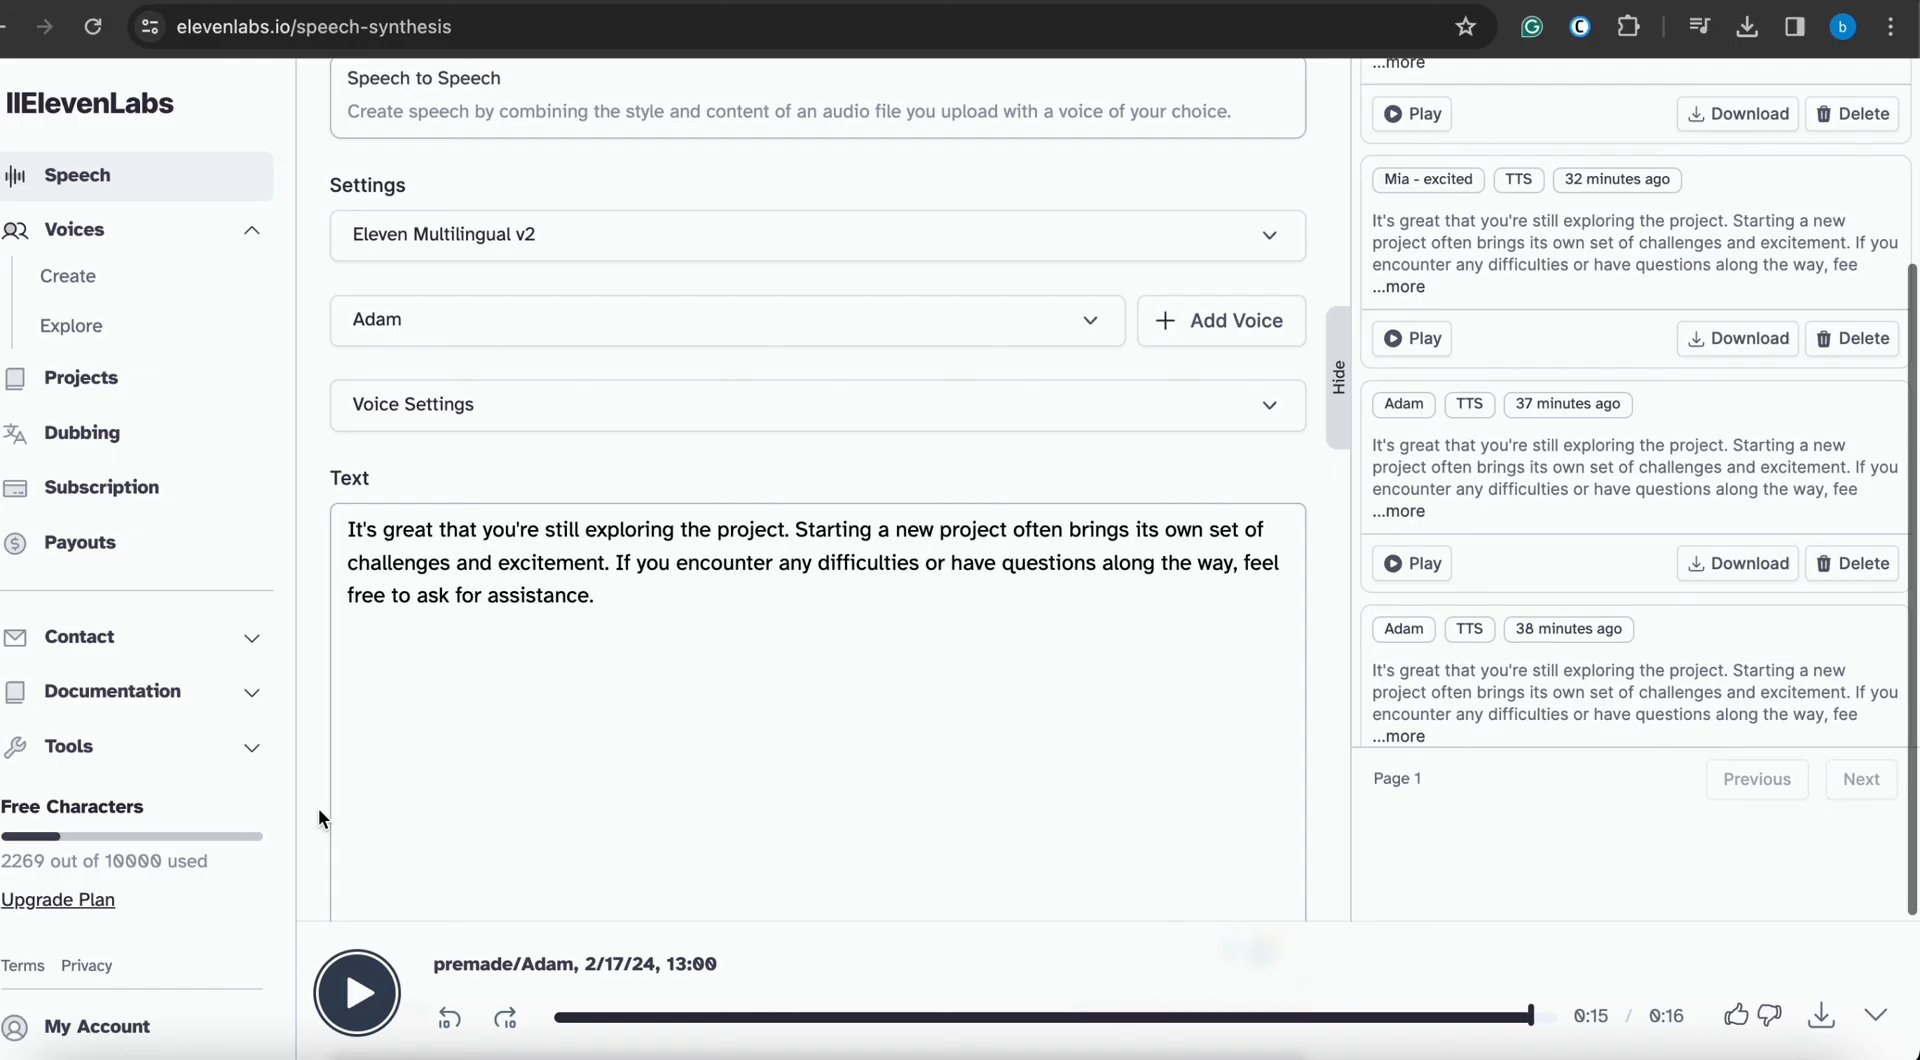 elevenlabs.io/speech-synthesis
b
IIElevenLabs
Speech
Voices
Create
Explore
Projects
Dubbing
Subscription
Payouts
Contact
Documentation
Tools
Free Characters
2269 out of 10000 used
Upgrade Plan
Terms Privacy
My Account
Speech to Speech
Create speech by combining the style and content of an audio file you upload with a voice of your choice.
Settings
Eleven Multilingual v2
Adam
+ Add Voice
Voice Settings
Text
It's great that you're still exploring the project. Starting a new project often brings its own set of
challenges and excitement. If you encounter any difficulties or have questions along the way, feel
free to ask for assistance.
Hide
...more
Play Download Delete
Mia - excited TTS 32 minutes ago
It's great that you're still exploring the project. Starting a new
project often brings its own set of challenges and excitement. If you
encounter any difficulties or have questions along the way, fee
...more
Play Download Delete
Adam TTS 37 minutes ago
It's great that you're still exploring the project. Starting a new
project often brings its own set of challenges and excitement. If you
encounter any difficulties or have questions along the way, fee
...more
Play Download Delete
Adam TTS 38 minutes ago
It's great that you're still exploring the project. Starting a new
project often brings its own set of challenges and excitement. If you
encounter any difficulties or have questions along the way, fee
...more
Page 1 Previous Next
premade/Adam, 2/17/24, 13:00
10 10 0:15 / 0:16